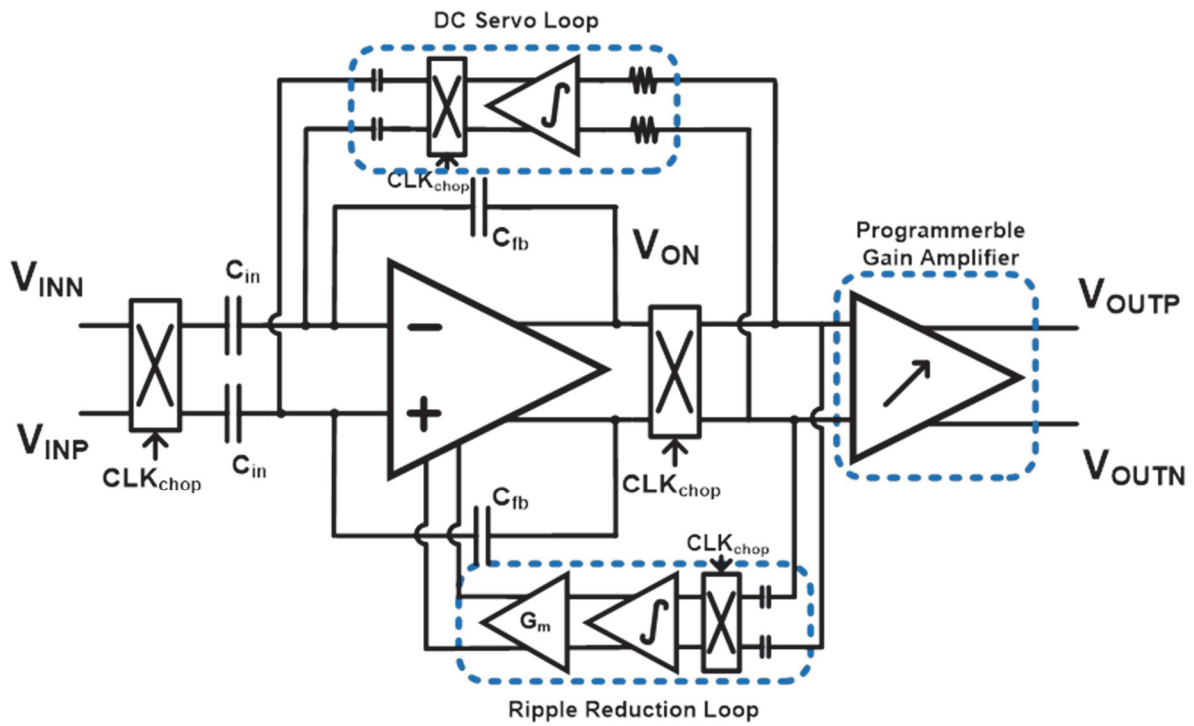 DC Servo Loop
∫
CLKchop
Cfb
VON
Programmerble
Gain Amplifier
VINN
Cin
VOUTP
−
+
VINP
Cin
CLKchop
CLKchop
VOUTN
Cfb
CLKchop
Gm
∫
Ripple Reduction Loop